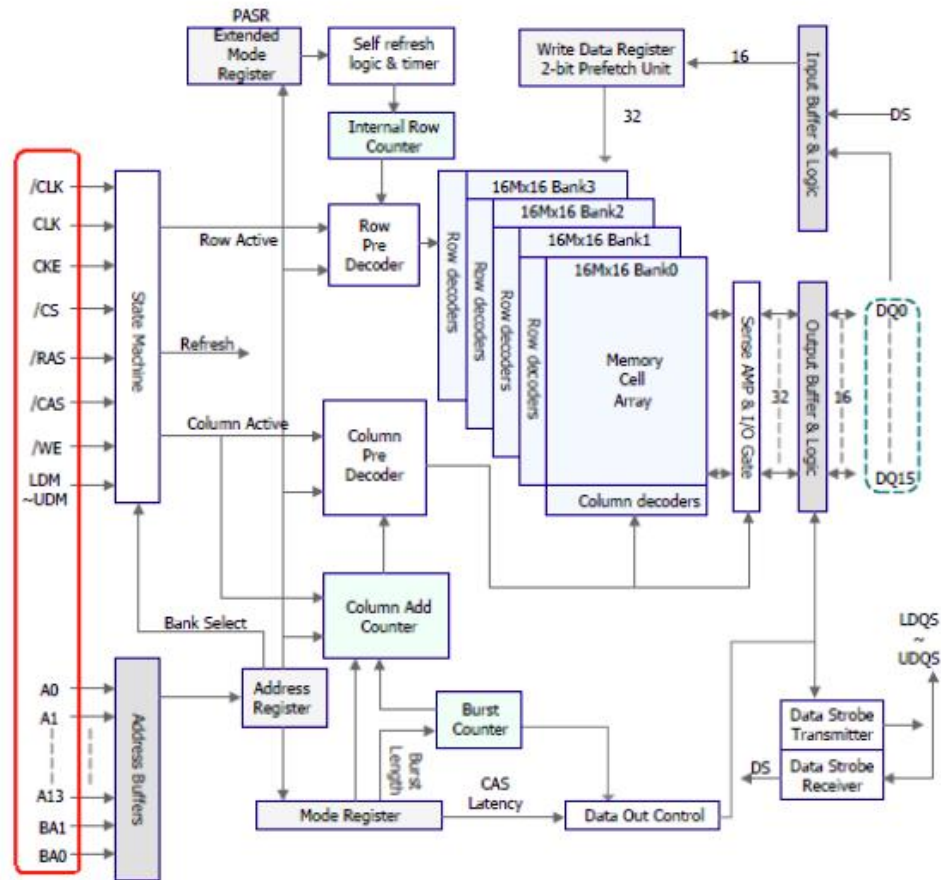 PASR
Extended
Mode
Register
Self refresh
logic & timer
Internal Row
Counter
Write Data Register
2-bit Prefetch Unit
16
32
Input Buffer & Logic
DS
/CLK
CLK
CKE
/CS
/RAS
/CAS
/WE
LDM
~UDM
State Machine
Row Active
Refresh
Column Active
Row
Pre
Decoder
Column
Pre
Decoder
16Mx16 Bank3
16Mx16 Bank2
16Mx16 Bank1
16Mx16 Bank0
Row decoders
Row decoders
Row decoders
Row decoders
Memory
Cell
Array
Column decoders
Sense AMP & I/O Gate
32
Output Buffer & Logic
16
DQ0
DQ15
Bank Select
Column Add
Counter
A0
A1
A13
BA1
BA0
Address Buffers
Address
Register
Burst
Counter
Burst
Length
Mode Register
CAS
Latency
Data Out Control
LDQS
~
UDQS
Data Strobe
Transmitter
Data Strobe
Receiver
DS